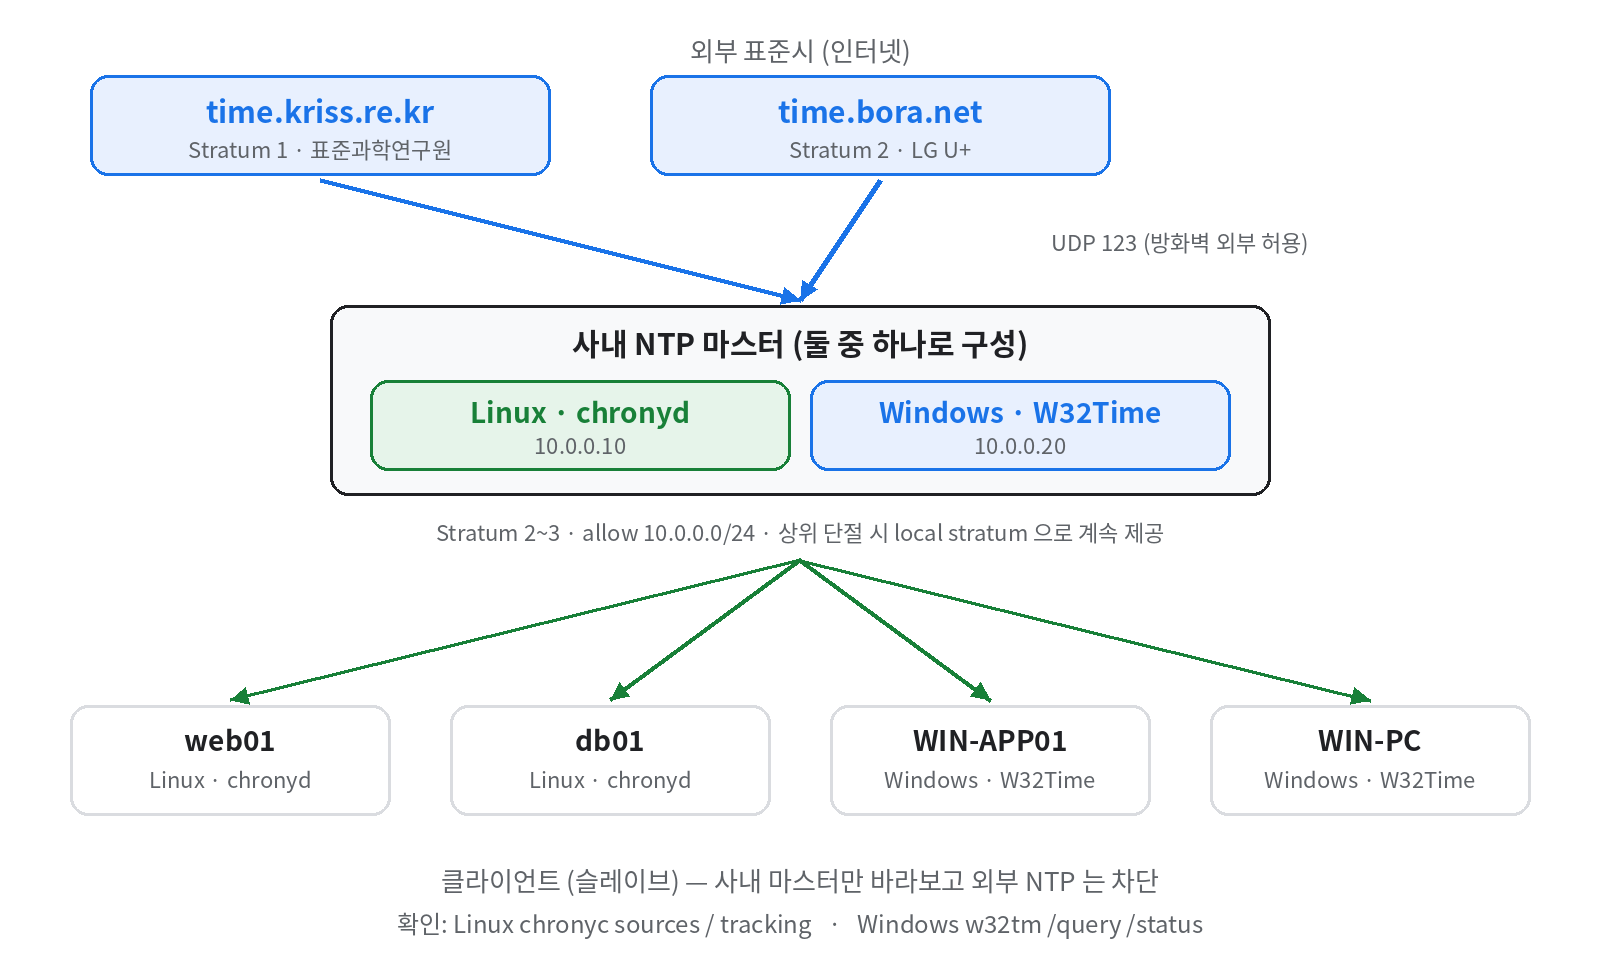 외부 표준시 (인터넷)
time.kriss.re.kr
Stratum 1 · 표준과학연구원
time.bora.net
Stratum 2 · LG U+
UDP 123 (방화벽 외부 허용)
사내 NTP 마스터 (둘 중 하나로 구성)
Linux · chronyd
10.0.0.10
Windows · W32Time
10.0.0.20
Stratum 2~3 · allow 10.0.0.0/24 · 상위 단절 시 local stratum 으로 계속 제공
web01
Linux · chronyd
db01
Linux · chronyd
WIN-APP01
Windows · W32Time
WIN-PC
Windows · W32Time
클라이언트 (슬레이브) — 사내 마스터만 바라보고 외부 NTP 는 차단
확인: Linux chronyc sources / tracking · Windows w32tm /query /status